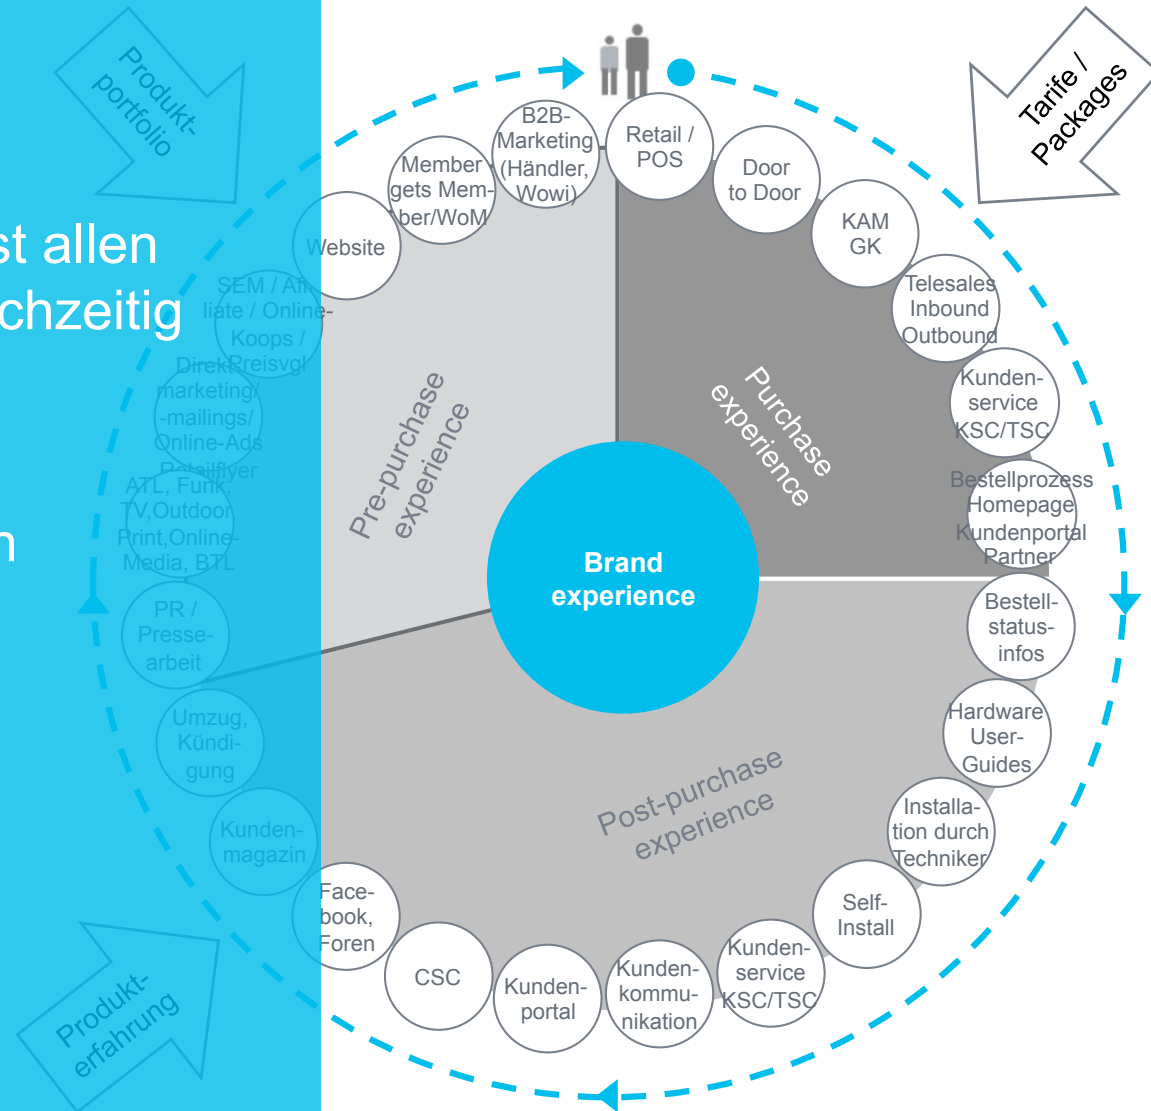 Produkt-
portfolio
Tarife /
Packages
st allen
chzeitig
n
B2B-
Marketing
(Händler,
Wowi)
Retail /
POS
Door
to Door
KAM
GK
Telesales
Inbound
Outbound
Kunden-
service
KSC/TSC
Bestellprozess
Homepage
Kundenportal
Partner
Bestell-
status-
infos
Hardware
User-
Guides
Installa-
tion durch
Techniker
Self-
Install
Kunden-
service
KSC/TSC
Kunden-
kommu-
nikation
Kunden-
portal
CSC
Face-
book,
Foren
Kunden-
magazin
Umzug,
Kündi-
gung
PR /
Presse-
arbeit
ATL, Funk,
TV,Outdoor,
Print,Online-
Media, BTL
Direkt-
marketing/
-mailings/
Online-Ads
Retailflyer
SEM / Affi-
liate / Online-
Koops /
Preisvgl
Website
Member
gets Mem-
ber/WoM
Pre-purchase
experience
Purchase
experience
Brand
experience
Post-purchase
experience
Produkt-
erfahrung